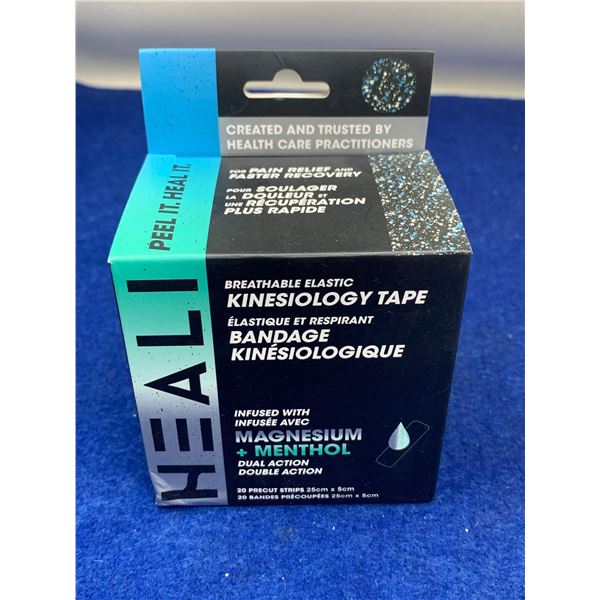 CREATED AND TRUSTED BY
HEALTH CARE PRACTITIONERS
PEEL IT. HEAL IT.
FOR PAIN RELIEF AND
FASTER RECOVERY
POUR SOULAGER
LA DOULEUR ET
UNE RÉCUPÉRATION
PLUS RAPIDE
HEALI
BREATHABLE ELASTIC
KINESIOLOGY TAPE
ÉLASTIQUE ET RESPIRANT
BANDAGE
KINÉSIOLOGIQUE
INFUSED WITH
INFUSÉE AVEC
MAGNESIUM
+ MENTHOL
DUAL ACTION
DOUBLE ACTION
20 PRECUT STRIPS 25cm x 5cm
20 BANDES PRÉCOUPÉES 25cm x 5cm